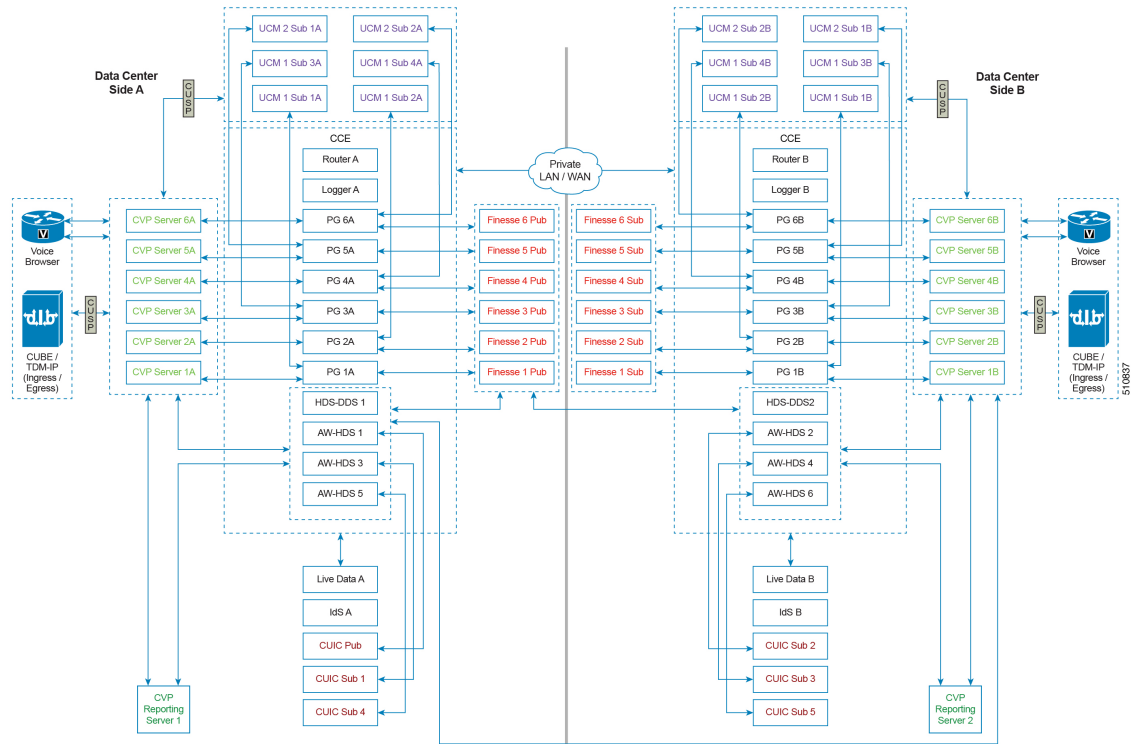 UCM 2 Sub 1A
UCM 2 Sub 2A
UCM 1 Sub 3A
UCM 1 Sub 4A
UCM 1 Sub 1A
UCM 1 Sub 2A
Data Center
Side A
CUSP
CCE
Router A
Logger A
PG 6A
PG 5A
PG 4A
PG 3A
PG 2A
PG 1A
V
Voice
Browser
CUSP
CUBE /
TDM-IP
(Ingress /
Egress)
CVP Server 6A
CVP Server 5A
CVP Server 4A
CVP Server 3A
CVP Server 2A
CVP Server 1A
Finesse 6 Pub
Finesse 5 Pub
Finesse 4 Pub
Finesse 3 Pub
Finesse 2 Pub
Finesse 1 Pub
HDS-DDS 1
AW-HDS 1
AW-HDS 3
AW-HDS 5
Live Data A
IdS A
CUIC Pub
CUIC Sub 1
CUIC Sub 4
CVP
Reporting
Server 1
Private
LAN / WAN
UCM 2 Sub 2B
UCM 2 Sub 1B
UCM 1 Sub 4B
UCM 1 Sub 3B
UCM 1 Sub 2B
UCM 1 Sub 1B
Data Center
Side B
CUSP
CCE
Router B
Logger B
Finesse 6 Sub
Finesse 5 Sub
Finesse 4 Sub
Finesse 3 Sub
Finesse 2 Sub
Finesse 1 Sub
PG 6B
PG 5B
PG 4B
PG 3B
PG 2B
PG 1B
CVP Server 6B
CVP Server 5B
CVP Server 4B
CVP Server 3B
CVP Server 2B
CVP Server 1B
V
Voice
Browser
CUSP
CUBE /
TDM-IP
(Ingress /
Egress)
HDS-DDS2
AW-HDS 2
AW-HDS 4
AW-HDS 6
Live Data B
IdS B
CUIC Sub 2
CUIC Sub 3
CUIC Sub 5
CVP
Reporting
Server 2
510837